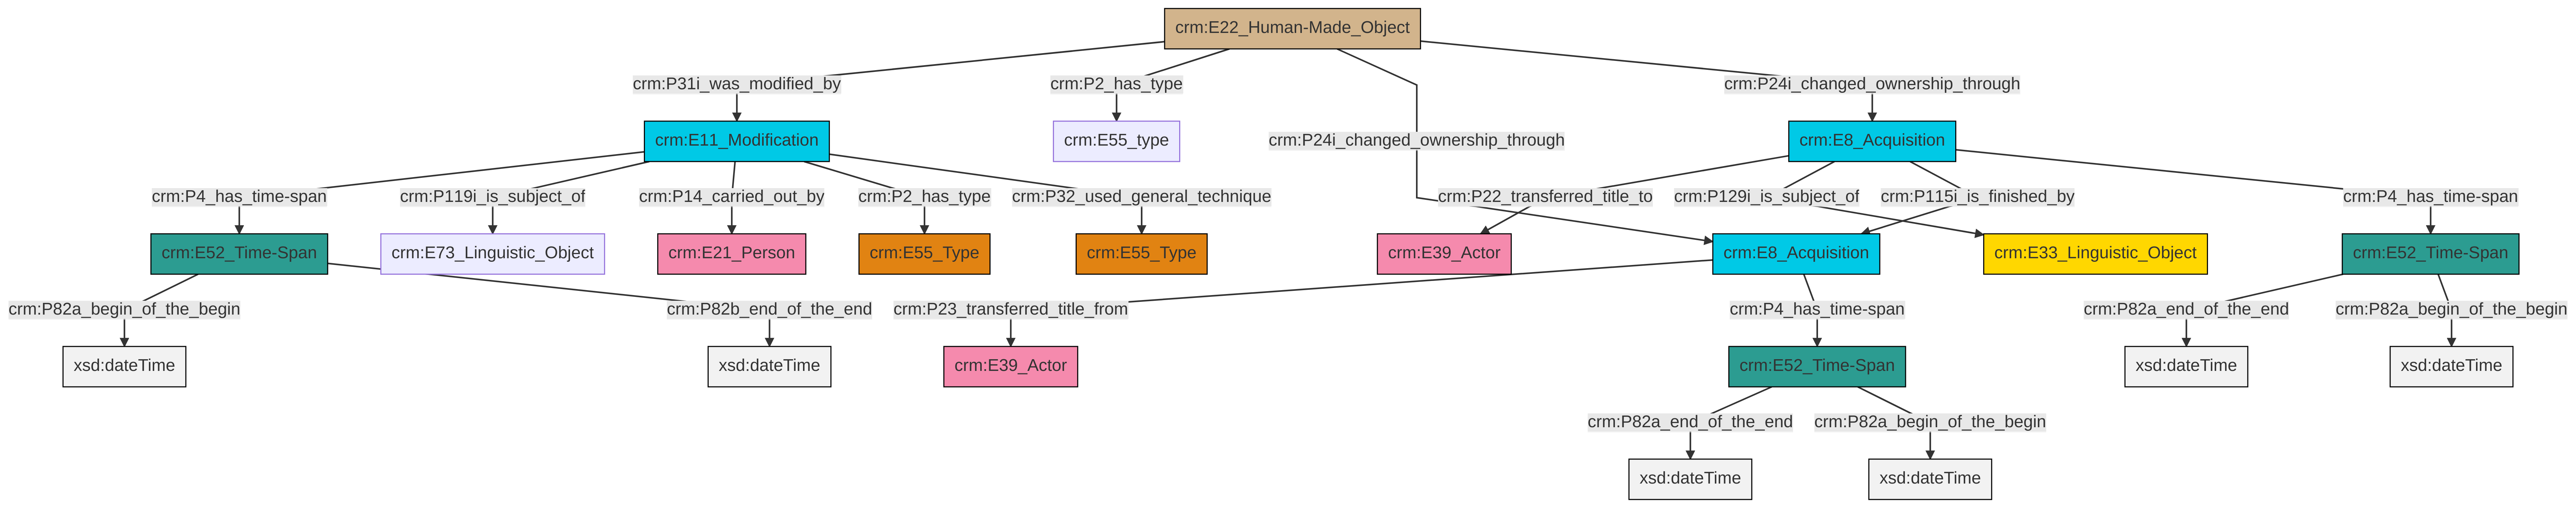 crm:E22_Human-Made_Object
crm:P31i_was_modified_by
crm:P2_has_type
crm:P24i_changed_ownership_through
crm:E11_Modification
crm:E55_type
crm:P24i_changed_ownership_through
crm:E8_Acquisition
crm:P4_has_time-span
crm:P119i_is_subject_of
crm:P14_carried_out_by
crm:P2_has_type
crm:P32_used_general_technique
crm:P22_transferred_title_to
crm:P129i_is_subject_of
crm:P115i_is_finished_by
crm:P4_has_time-span
crm:E52_Time-Span
crm:E73_Linguistic_Object
crm:E21_Person
crm:E55_Type
crm:E55_Type
crm:E39_Actor
crm:E8_Acquisition
crm:E33_Linguistic_Object
crm:E52_Time-Span
crm:P82a_begin_of_the_begin
crm:P82b_end_of_the_end
crm:P23_transferred_title_from
crm:P4_has_time-span
crm:P82a_end_of_the_end
crm:P82a_begin_of_the_begin
xsd:dateTime
xsd:dateTime
crm:E39_Actor
crm:E52_Time-Span
xsd:dateTime
xsd:dateTime
crm:P82a_end_of_the_end
crm:P82a_begin_of_the_begin
xsd:dateTime
xsd:dateTime